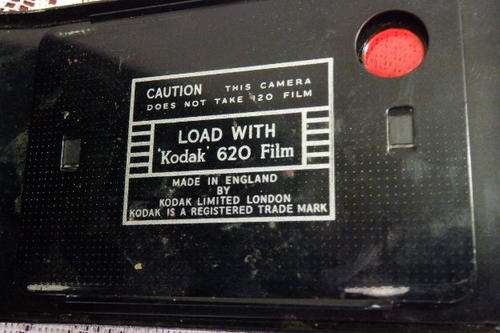 CAUTION THIS CAMERA
DOES NOT TAKE 120 FILM
LOAD WITH
'Kodak' 620 Film
MADE IN ENGLAND
BY
KODAK LIMITED LONDON
KODAK IS A REGISTERED TRADE MARK